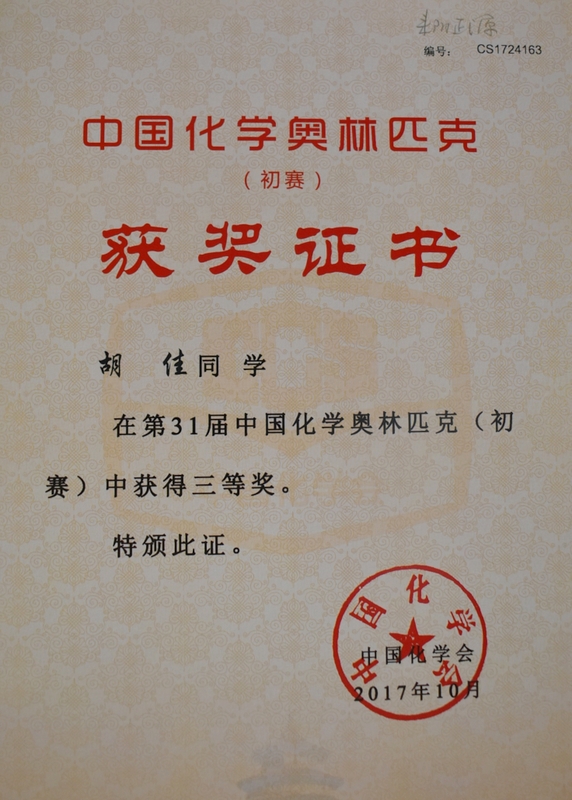 编号： CS1724163
中国化学奥林匹克
（初赛）
获奖证书
胡 佳同 学
在第31届中国化学奥林匹克（初
赛）中获得三等奖。
特颁此证。
中国化学会
中国化学会
2017年10月